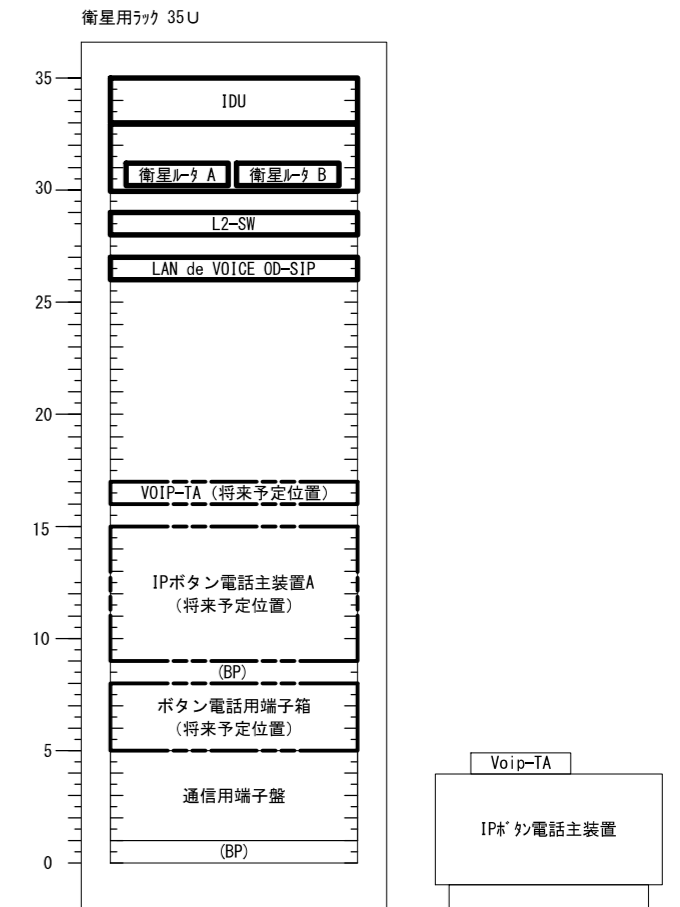 衛星用ﾗｯｸ 35U
35
IDU
衛星ﾙｰﾀ A
衛星ﾙｰﾀ B
30
L2-SW
LAN de VOICE OD-SIP
25
20
VOIP-TA (将来予定位置)
15
IPボタン電話主装置A
(将来予定位置)
10
(BP)
ボタン電話用端子箱
(将来予定位置)
5
通信用端子盤
(BP)
0
Voip-TA
IPﾎﾞﾀﾝ電話主装置